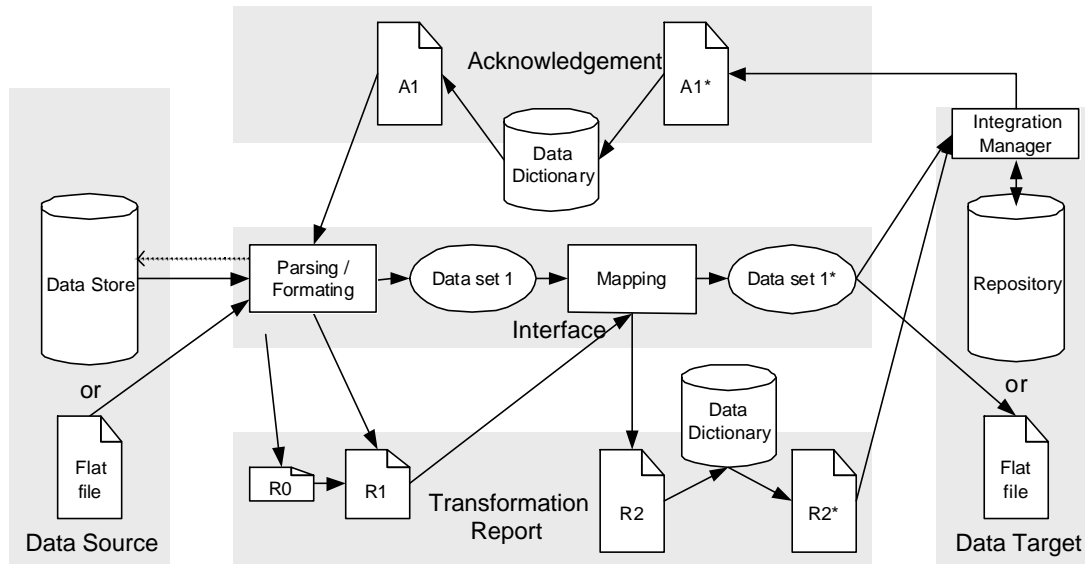 A1
Acknowledgement
A1*
Integration
Manager
Data
Dictionary
Data Store
Parsing /
Formating
Data set 1
Mapping
Data set 1*
Repository
Interface
or
or
Data
Dictionary
Flat
file
R0
R1
Transformation
Report
R2
R2*
Flat
file
Data Source
Data Target